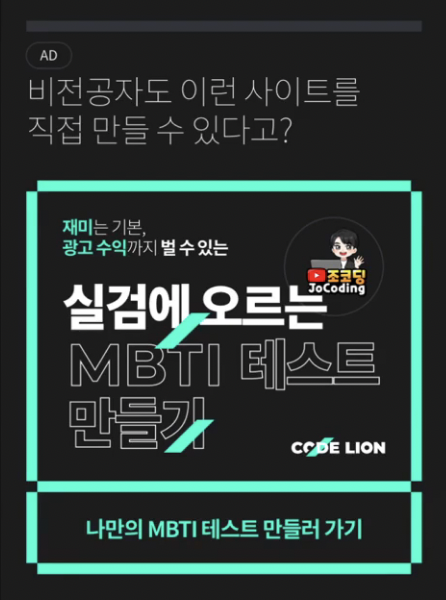 AD
비전공자도 이런 사이트를
직접 만들 수 있다고?
재미는 기본,
광고 수익까지 벌 수 있는
조코딩
JoCoding
실검에 오르는
MBTI 테스트
만들기
CODE LION
나만의 MBTI 테스트 만들러 가기